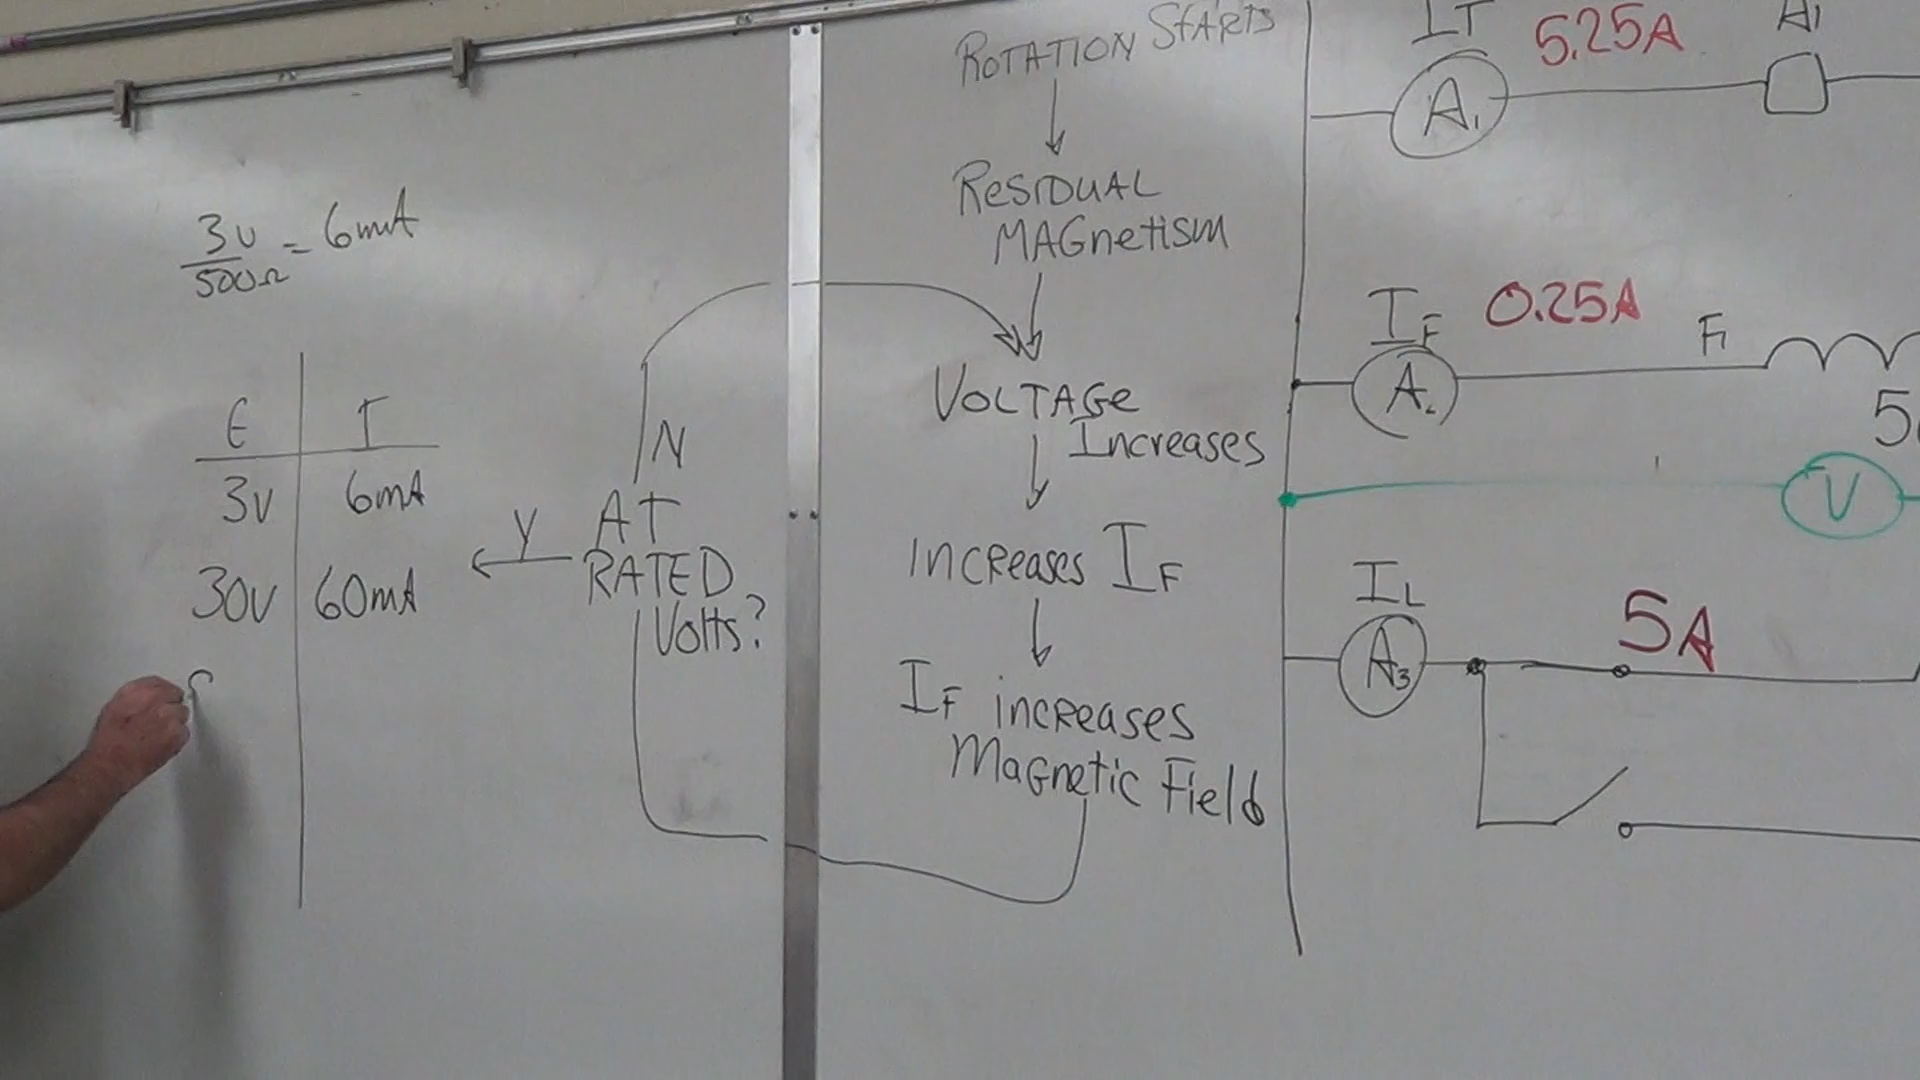 3v
500Ω = 6mA
E I
3v 6mA
30v 60mA
N
Y
AT
RATED
Volts?
ROTATION StARtS
ResIDUAL
MAGnetism
VOLTAGe
Increases
increases IF
IF increases
Magnetic Field
IT 5.25A
A1
A1
IF 0.25A
F1
A2
5
V
IL
5A
A3